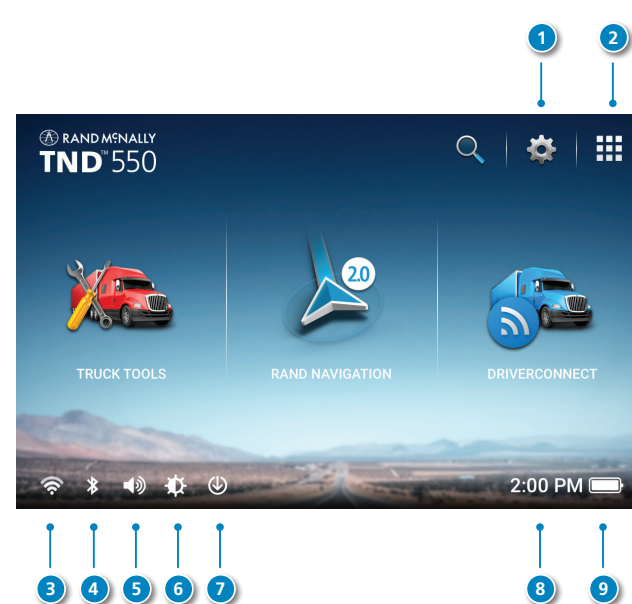 1 2
RAND MCNALLY
TND™ 550
2.0
TRUCK TOOLS RAND NAVIGATION DRIVERCONNECT
2:00 PM
3 4 5 6 7 8 9